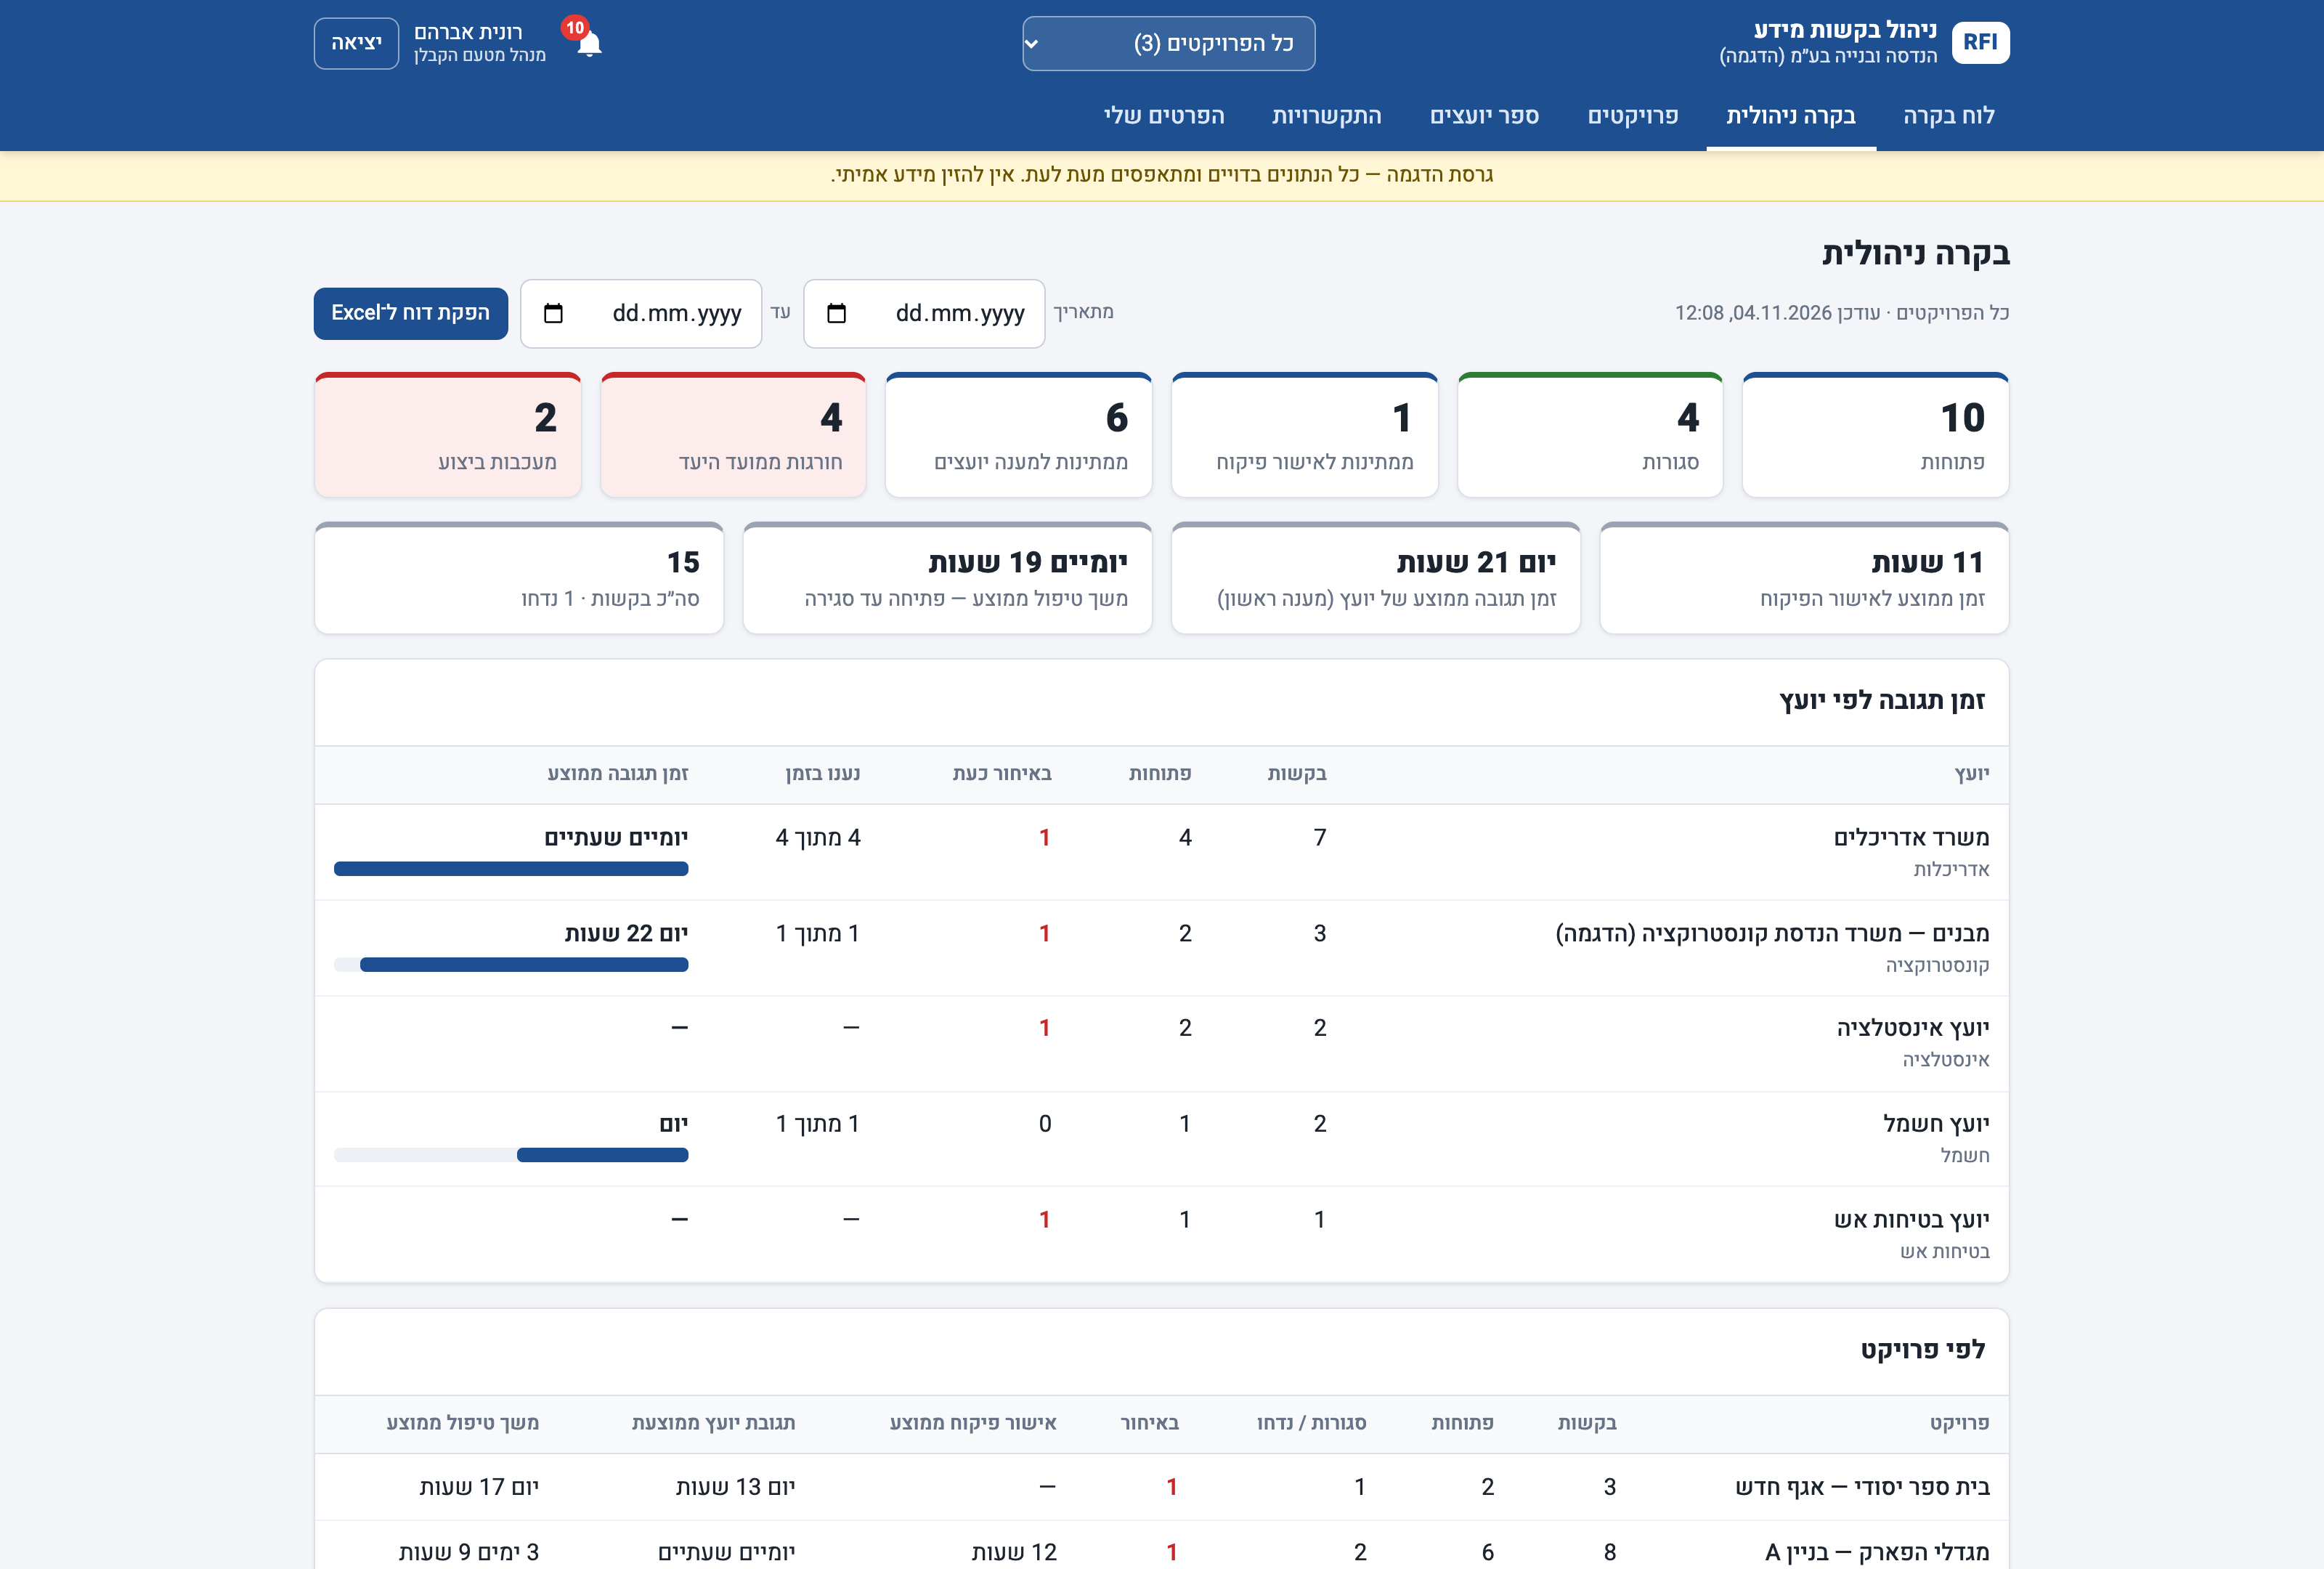 RFI
ניהול בקשות מידע
הנדסה ובנייה בע״מ (הדגמה)
כל הפרויקטים (3)
10
רונית אברהם
מנהל מטעם הקבלן
יציאה
לוח בקרה
בקרה ניהולית
פרויקטים
ספר יועצים
התקשרויות
הפרטים שלי
גרסת הדגמה — כל הנתונים בדויים ומתאפסים מעת לעת. אין להזין מידע אמיתי.
בקרה ניהולית
כל הפרויקטים · עודכן 04.11.2026, 12:08
מתאריך
dd.mm.yyyy
עד
dd.mm.yyyy
הפקת דוח ל־Excel
10
פתוחות
4
סגורות
1
ממתינות לאישור פיקוח
6
ממתינות למענה יועצים
4
חורגות ממועד היעד
2
מעכבות ביצוע
11 שעות
זמן ממוצע לאישור הפיקוח
יום 21 שעות
זמן תגובה ממוצע של יועץ (מענה ראשון)
יומיים 19 שעות
משך טיפול ממוצע — פתיחה עד סגירה
15
סה״כ בקשות · 1 נדחו
זמן תגובה לפי יועץ
יועץ בקשות פתוחות באיחור כעת נענו בזמן זמן תגובה ממוצע
משרד אדריכלים 7 4 1 4 מתוך 4 יומיים שעתיים
אדריכלות
מבנים — משרד הנדסת קונסטרוקציה (הדגמה) 3 2 1 1 מתוך 1 יום 22 שעות
קונסטרוקציה
יועץ אינסטלציה 2 2 1 — —
אינסטלציה
יועץ חשמל 2 1 0 1 מתוך 1 יום
חשמל
יועץ בטיחות אש 1 1 1 — —
בטיחות אש
לפי פרויקט
פרויקט בקשות פתוחות סגורות / נדחו באיחור אישור פיקוח ממוצע תגובת יועץ ממוצעת משך טיפול ממוצע
בית ספר יסודי — אגף חדש 3 2 1 1 — יום 13 שעות יום 17 שעות
מגדלי הפארק — בניין A 8 6 2 1 12 שעות יומיים שעתיים 3 ימים 9 שעות